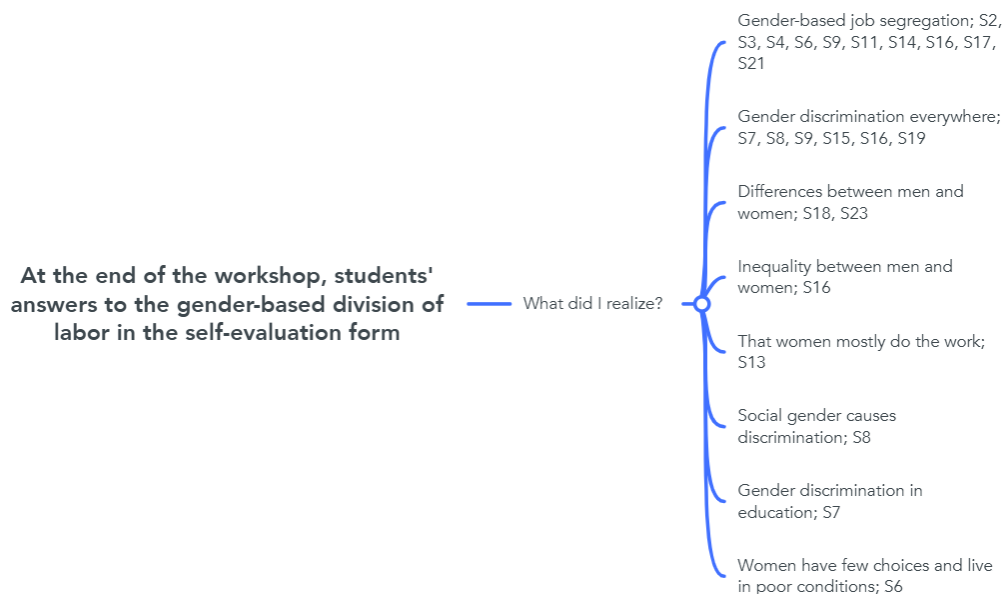 At the end of the workshop, students'
answers to the gender-based division of
labor in the self-evaluation form
What did I realize?
Gender-based job segregation; S2,
S3, S4, S6, S9, S11, S14, S16, S17,
S21
Gender discrimination everywhere;
S7, S8, S9, S15, S16, S19
Differences between men and
women; S18, S23
Inequality between men and
women; S16
That women mostly do the work;
S13
Social gender causes
discrimination; S8
Gender discrimination in
education; S7
Women have few choices and live
in poor conditions; S6